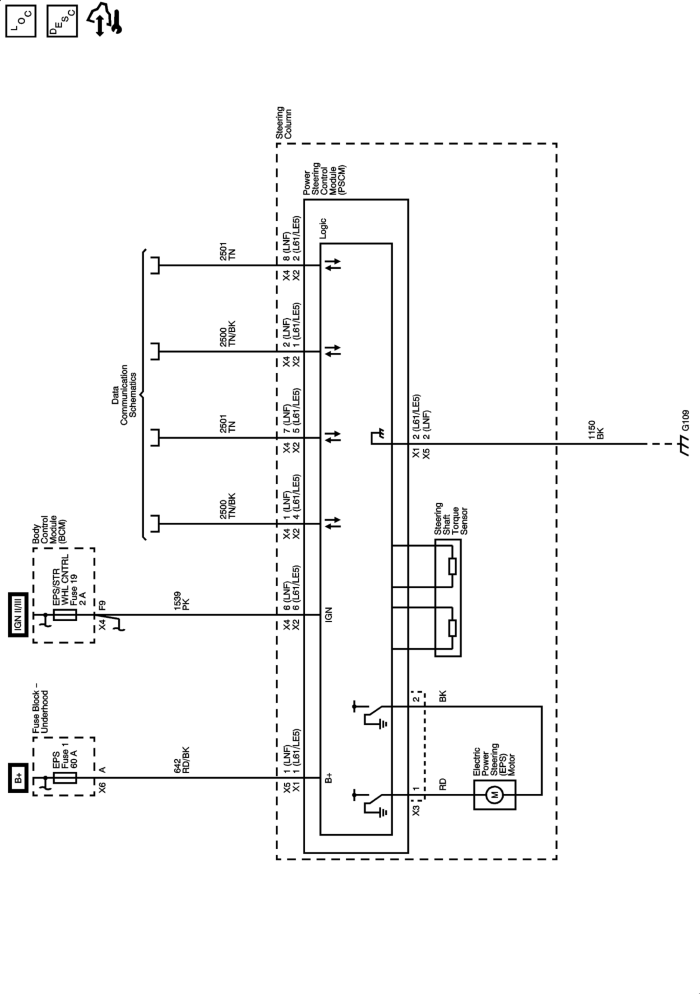 LOC
DESC
B+
Fuse Block –
Underhood
EPS
Fuse 1
60 A
X6 A
642
RD/BK
X5 1 (LNF)
X1 1 (L61/LE5)
B+
IGN II/III
Body
Control
Module
(BCM)
EPS/STR
WHL CNTRL
Fuse 19
2 A
X4 F9
1539
PK
X4 6 (LNF)
X2 6 (L61/LE5)
IGN
Data
Communication
Schematics
2500
TN/BK
X4 1 (LNF)
X2 4 (L61/LE5)
2501
TN
X4 7 (LNF)
X2 5 (L61/LE5)
2500
TN/BK
X4 2 (LNF)
X2 1 (L61/LE5)
2501
TN
X4 8 (LNF)
X2 2 (L61/LE5)
Steering
Column
Power
Steering
Control
Module
(PSCM)
Logic
X3 1
2
RD
BK
Electric
Power
Steering
(EPS)
Motor
M
Steering
Shaft
Torque
Sensor
X1 2 (L61/LE5)
X5 2 (LNF)
1150
BK
G109